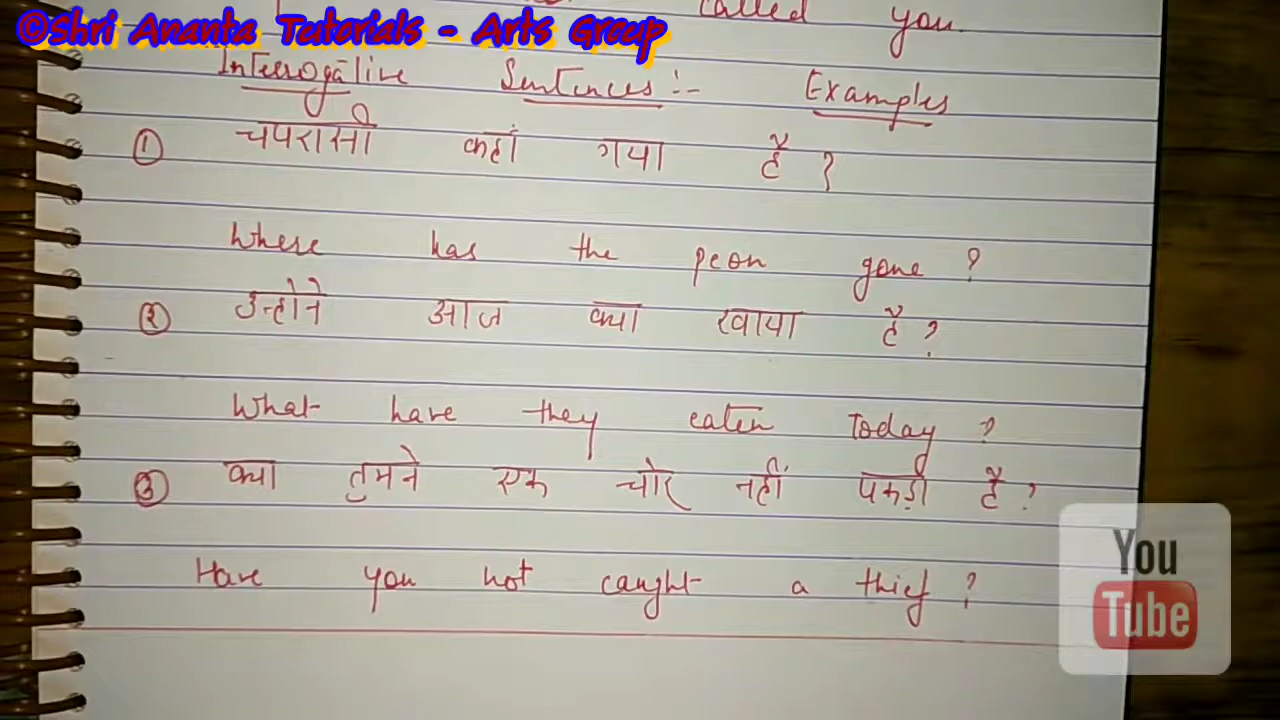 called you.
©Shri Ananta Tutorials - Arts Group
Interrogative Sentences :- Examples
① चपरासी कहां गया है ?
Where has the peon gone ?
② उन्होने आज क्या खाया है ?
What have they eaten Today ?
③ क्या तुमने एक चोर नहीं पकड़ा है ?
Have you not caught a thief ?
You
Tube